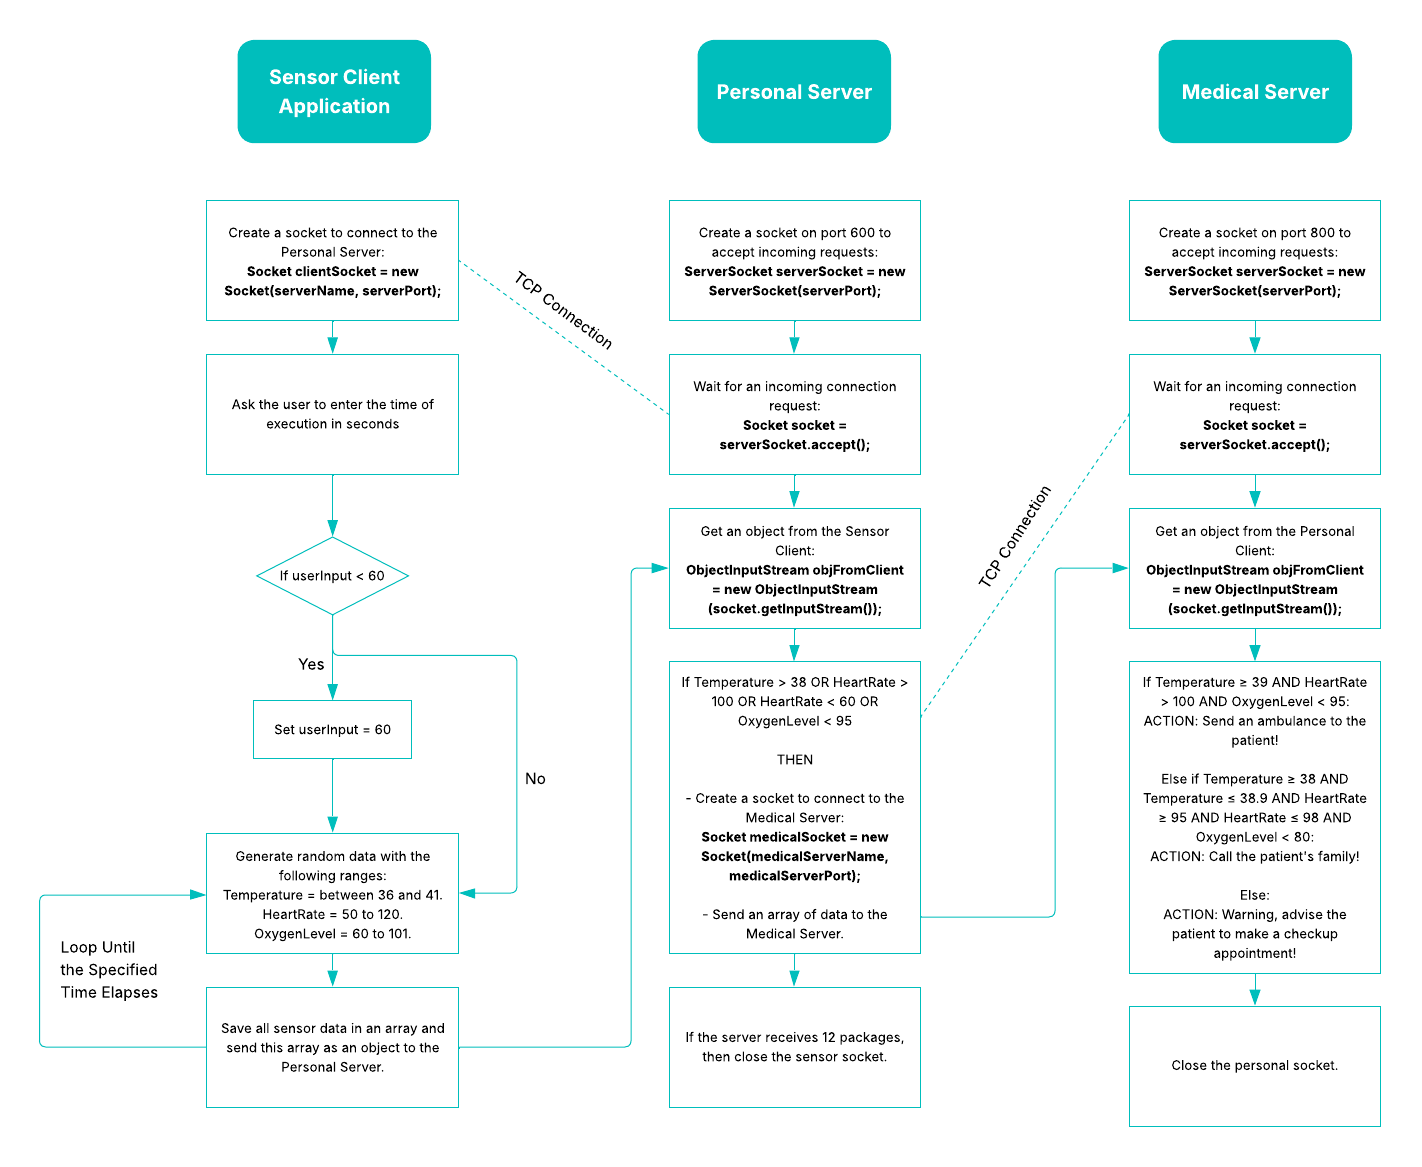 Sensor Client
Application
Personal Server
Medical Server
Create a socket to connect to the
Personal Server:
Socket clientSocket = new
Socket(serverName, serverPort);
Ask the user to enter the time of
execution in seconds
If userInput < 60
Yes
No
Set userInput = 60
Generate random data with the
following ranges:
Temperature = between 36 and 41.
HeartRate = 50 to 120.
OxygenLevel = 60 to 101.
Loop Until
the Specified
Time Elapses
Save all sensor data in an array and
send this array as an object to the
Personal Server.
TCP Connection
Create a socket on port 600 to
accept incoming requests:
ServerSocket serverSocket = new
ServerSocket(serverPort);
Wait for an incoming connection
request:
Socket socket =
serverSocket.accept();
Get an object from the Sensor
Client:
ObjectInputStream objFromClient
= new ObjectInputStream
(socket.getInputStream());
If Temperature > 38 OR HeartRate >
100 OR HeartRate < 60 OR
OxygenLevel < 95
THEN
- Create a socket to connect to the
Medical Server:
Socket medicalSocket = new
Socket(medicalServerName,
medicalServerPort);
- Send an array of data to the
Medical Server.
If the server receives 12 packages,
then close the sensor socket.
TCP Connection
Create a socket on port 800 to
accept incoming requests:
ServerSocket serverSocket = new
ServerSocket(serverPort);
Wait for an incoming connection
request:
Socket socket =
serverSocket.accept();
Get an object from the Personal
Client:
ObjectInputStream objFromClient
= new ObjectInputStream
(socket.getInputStream());
If Temperature ≥ 39 AND HeartRate
> 100 AND OxygenLevel < 95:
ACTION: Send an ambulance to the
patient!
Else if Temperature ≥ 38 AND
Temperature ≤ 38.9 AND HeartRate
≥ 95 AND HeartRate ≤ 98 AND
OxygenLevel < 80:
ACTION: Call the patient's family!
Else:
ACTION: Warning, advise the
patient to make a checkup
appointment!
Close the personal socket.